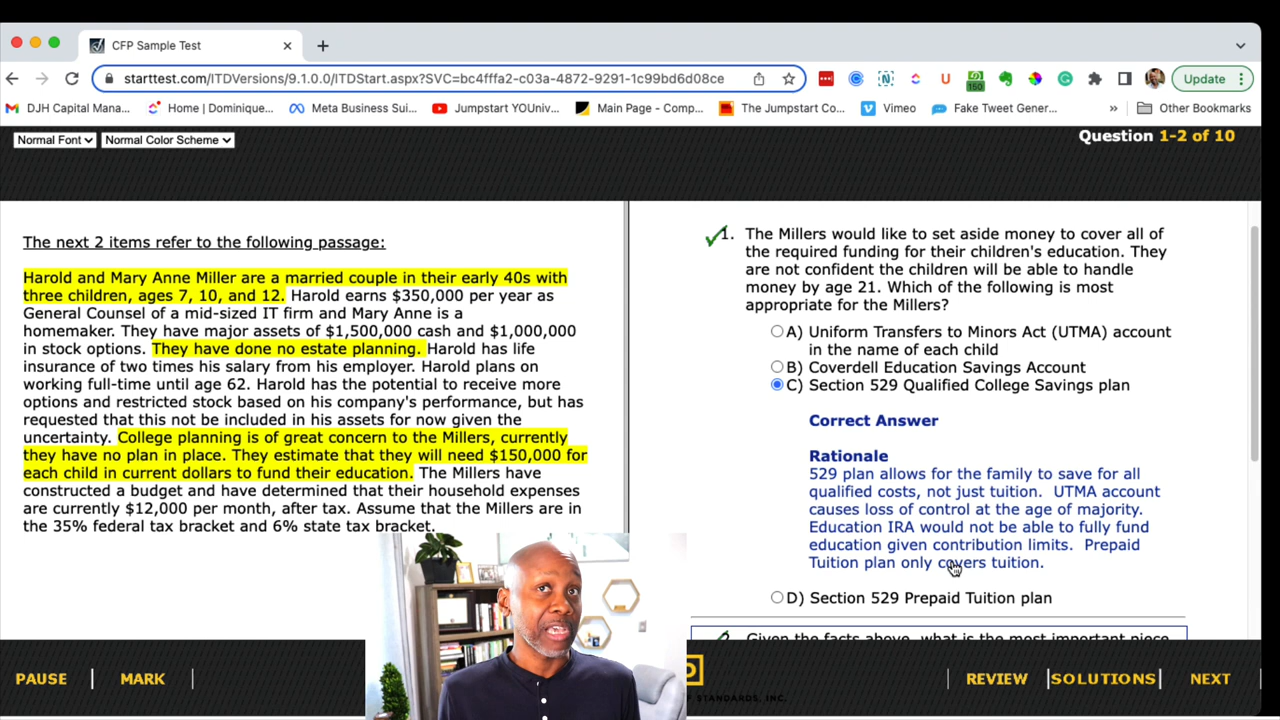 CFP Sample Test
starttest.com/ITDVersions/9.1.0.0/ITDStart.aspx?SVC=bc4fffa2-c03a-4872-9291-1c99bd6d08ce
150
Update
DJH Capital Mana...
Home | Dominique...
Meta Business Sui...
Jumpstart YOUniv...
Main Page - Comp...
The Jumpstart Co...
Vimeo
Fake Tweet Gener...
»
Other Bookmarks
Normal Font
Normal Color Scheme
Question 1-2 of 10
The next 2 items refer to the following passage:
Harold and Mary Anne Miller are a married couple in their early 40s with
three children, ages 7, 10, and 12. Harold earns $350,000 per year as
General Counsel of a mid-sized IT firm and Mary Anne is a
homemaker. They have major assets of $1,500,000 cash and $1,000,000
in stock options. They have done no estate planning. Harold has life
insurance of two times his salary from his employer. Harold plans on
working full-time until age 62. Harold has the potential to receive more
options and restricted stock based on his company's performance, but has
requested that this not be included in his assets for now given the
uncertainty. College planning is of great concern to the Millers, currently
they have no plan in place. They estimate that they will need $150,000 for
each child in current dollars to fund their education. The Millers have
constructed a budget and have determined that their household expenses
are currently $12,000 per month, after tax. Assume that the Millers are in
the 35% federal tax bracket and 6% state tax bracket.
1. The Millers would like to set aside money to cover all of
the required funding for their children's education. They
are not confident the children will be able to handle
money by age 21. Which of the following is most
appropriate for the Millers?
A) Uniform Transfers to Minors Act (UTMA) account
in the name of each child
B) Coverdell Education Savings Account
C) Section 529 Qualified College Savings plan
Correct Answer
Rationale
529 plan allows for the family to save for all
qualified costs, not just tuition. UTMA account
causes loss of control at the age of majority.
Education IRA would not be able to fully fund
education given contribution limits. Prepaid
Tuition plan only covers tuition.
D) Section 529 Prepaid Tuition plan
Given the facts above, what is the most important piece
PAUSE
MARK
STANDARDS, INC.
REVIEW
SOLUTIONS
NEXT